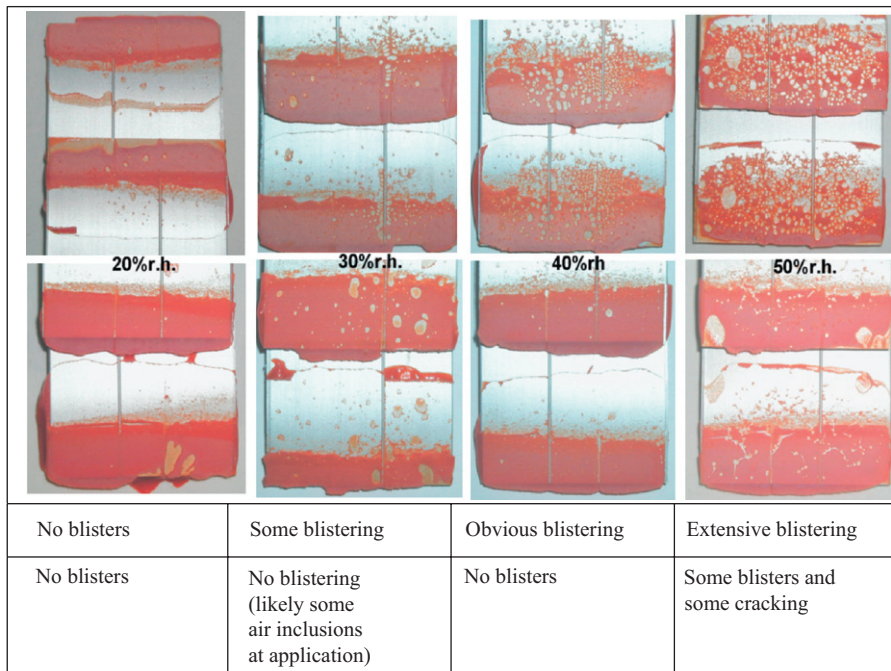 20%r.h.
30%r.h.
40%rh
50%r.h.
No blisters
Some blistering
Obvious blistering
Extensive blistering
No blisters
No blistering
(likely some
air inclusions
at application)
No blisters
Some blisters and
some cracking